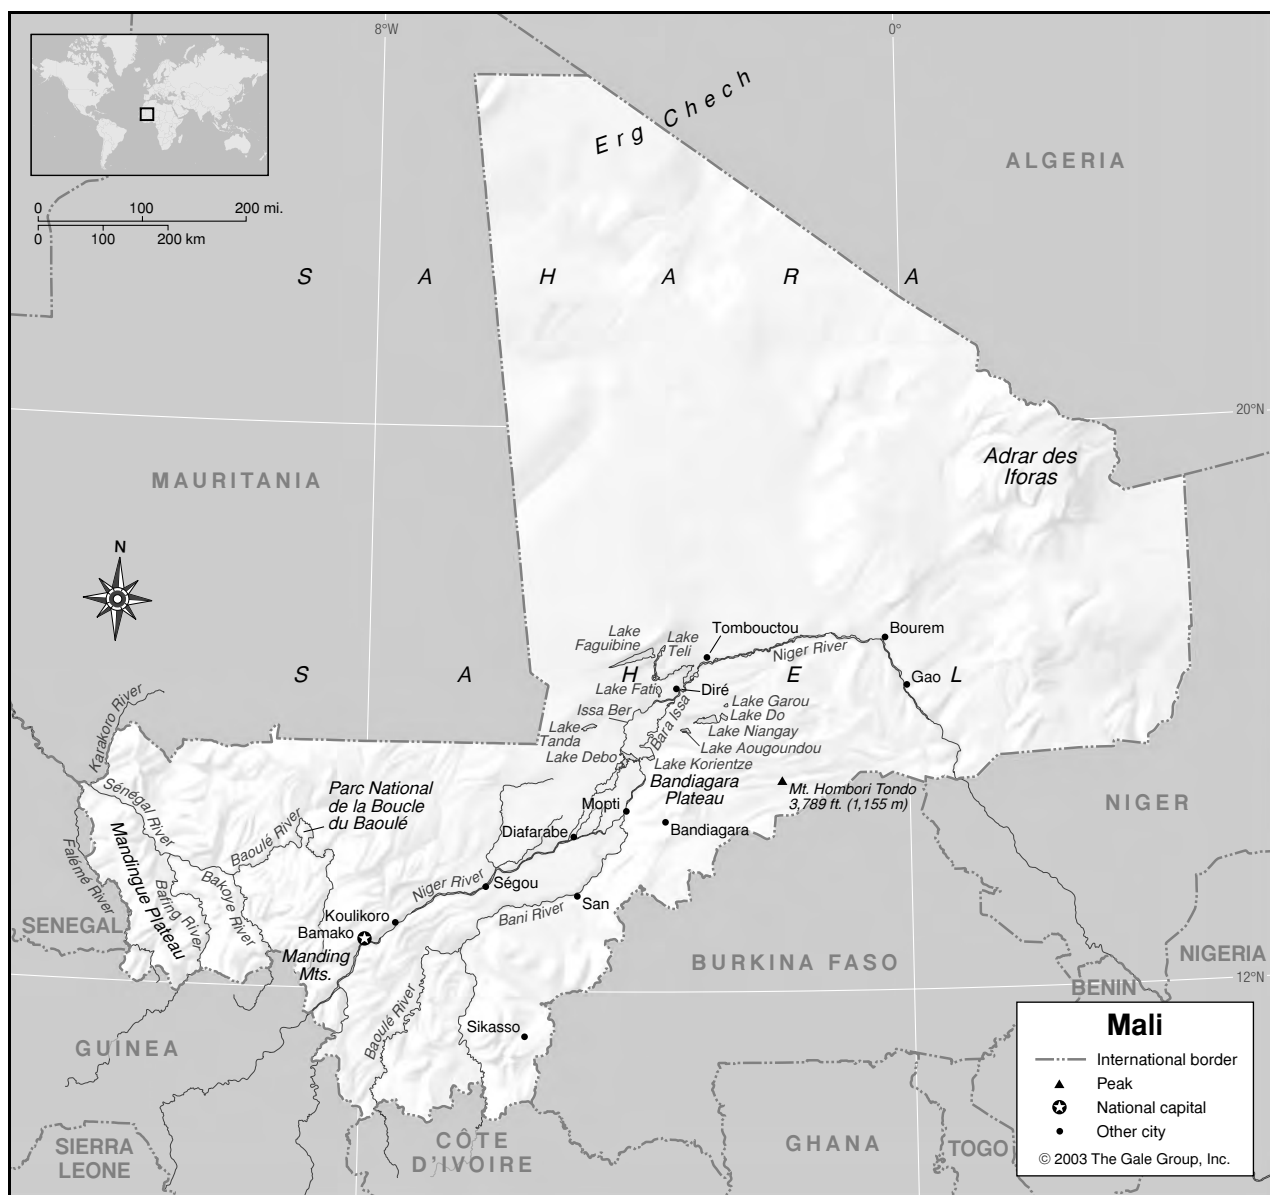 8°W
0°
Erg Chech
ALGERIA
0 100 200 mi.
0 100 200 km
S A H A R A
20°N
MAURITANIA
Adrar des
Iforas
N
Lake
Faguibine
Lake
Teli
Tombouctou
Bourem
Niger River
S A H E L
Gao
Lake Fati
Diré
Karakoro River
Issa Ber
Bara Issa
Lake Garou
Lake Do
Lake Niangay
Lake
Tanda
Lake Aougoundou
Lake Debo
Lake Korientze
Bandiagara
Plateau
Mt. Hombori Tondo
3,789 ft. (1,155 m)
NIGER
Parc National
de la Boucle
du Baoulé
Sénégal River
Mopti
Bandiagara
Diafarabe
Baoulé River
Falémé River
Mandingue Plateau
Bafing River
Bakoye River
Niger River
Ségou
San
Bani River
Koulikoro
Bamako
SENEGAL
Manding
Mts.
BURKINA FASO
NIGERIA
12°N
BENIN
Baoulé River
Sikasso
GUINEA
SIERRA
LEONE
CÔTE
D'IVOIRE
GHANA
TOGO
Mali
International border
Peak
National capital
Other city
© 2003 The Gale Group, Inc.